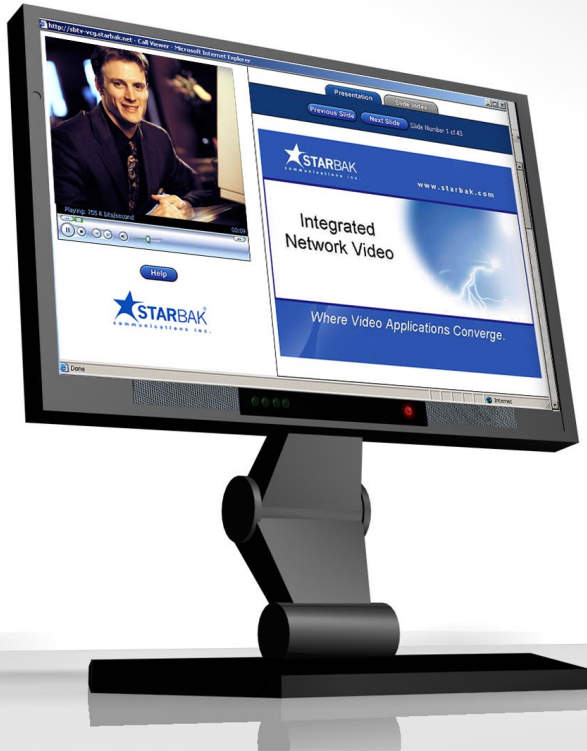 http://sbtv-vcg.starbak.net - Call Viewer - Microsoft Internet Explorer
Presentation
Slide Index
Previous Slide
Next Slide
Slide Number 1 of 43
STARBAK
communications inc.
www.starbak.com
Integrated
Network Video
Where Video Applications Converge.
Playing: 255 K bits/second
00:09
Help
STARBAK®
communications inc.
Done
Internet